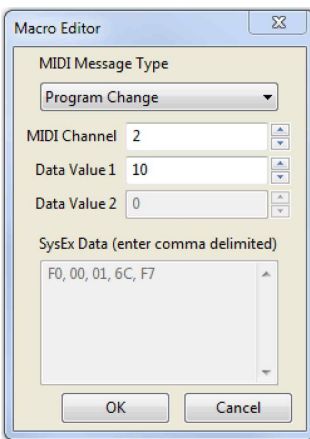 Macro Editor
MIDI Message Type
Program Change
MIDI Channel 2
Data Value 1 10
Data Value 2 0
SysEx Data (enter comma delimited)
F0, 00, 01, 6C, F7
OK Cancel